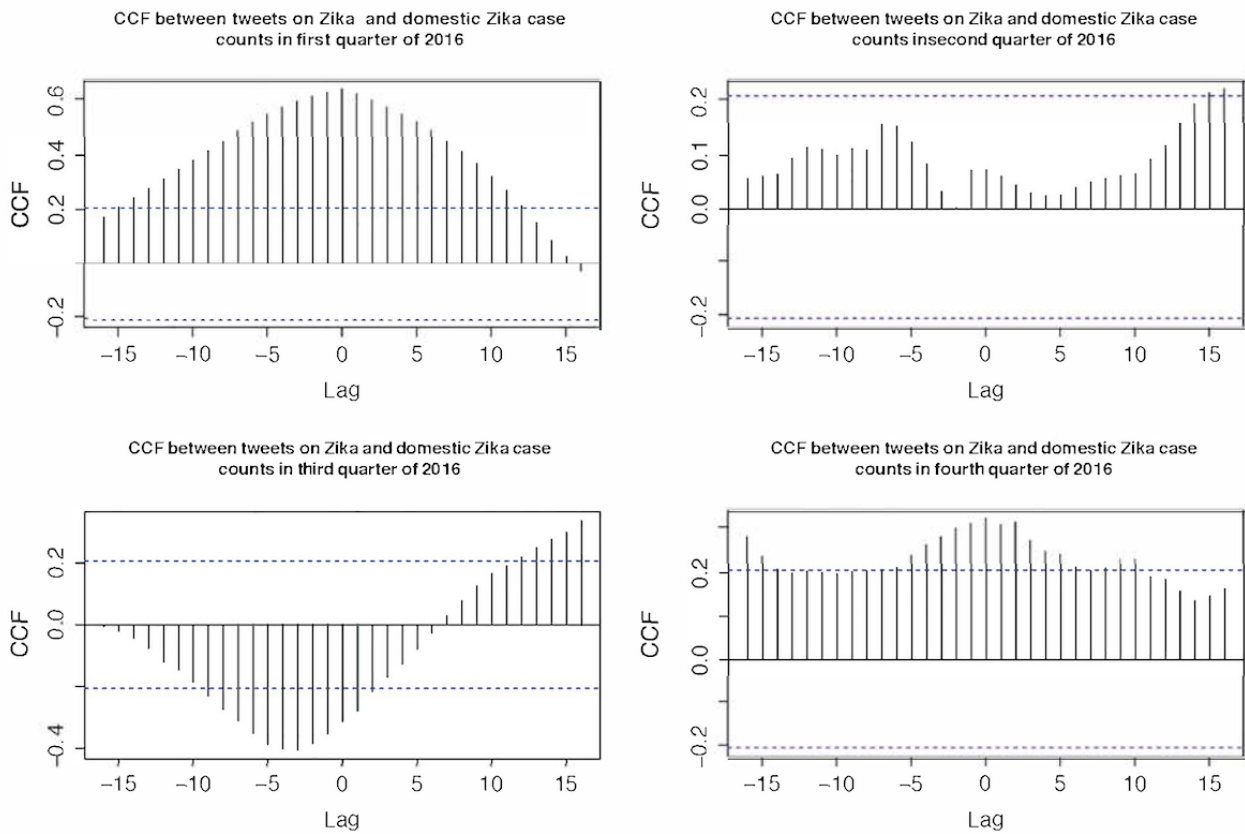 CCF between tweets on Zika and domestic Zika case
counts in first quarter of 2016
CCF
0.6
0.4
0.2
-0.2
-15 -10 -5 0 5 10 15
Lag
CCF between tweets on Zika and domestic Zika case
counts insecond quarter of 2016
CCF
0.2
0.1
0.0
-0.2
-15 -10 -5 0 5 10 15
Lag
CCF between tweets on Zika and domestic Zika case
counts in third quarter of 2016
CCF
0.2
0.0
-0.4
-15 -10 -5 0 5 10 15
Lag
CCF between tweets on Zika and domestic Zika case
counts in fourth quarter of 2016
CCF
0.2
0.0
-0.2
-15 -10 -5 0 5 10 15
Lag